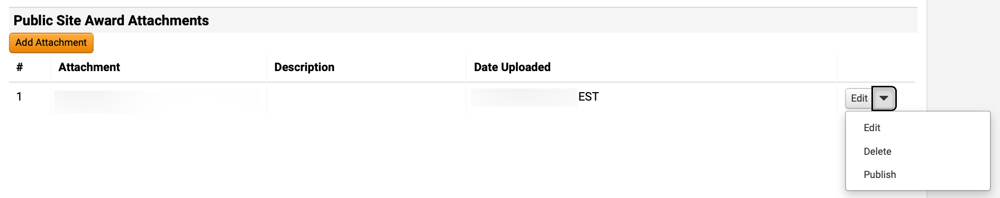 Public Site Award Attachments
Add Attachment
# Attachment Description Date Uploaded
1 EST Edit
Edit
Delete
Publish